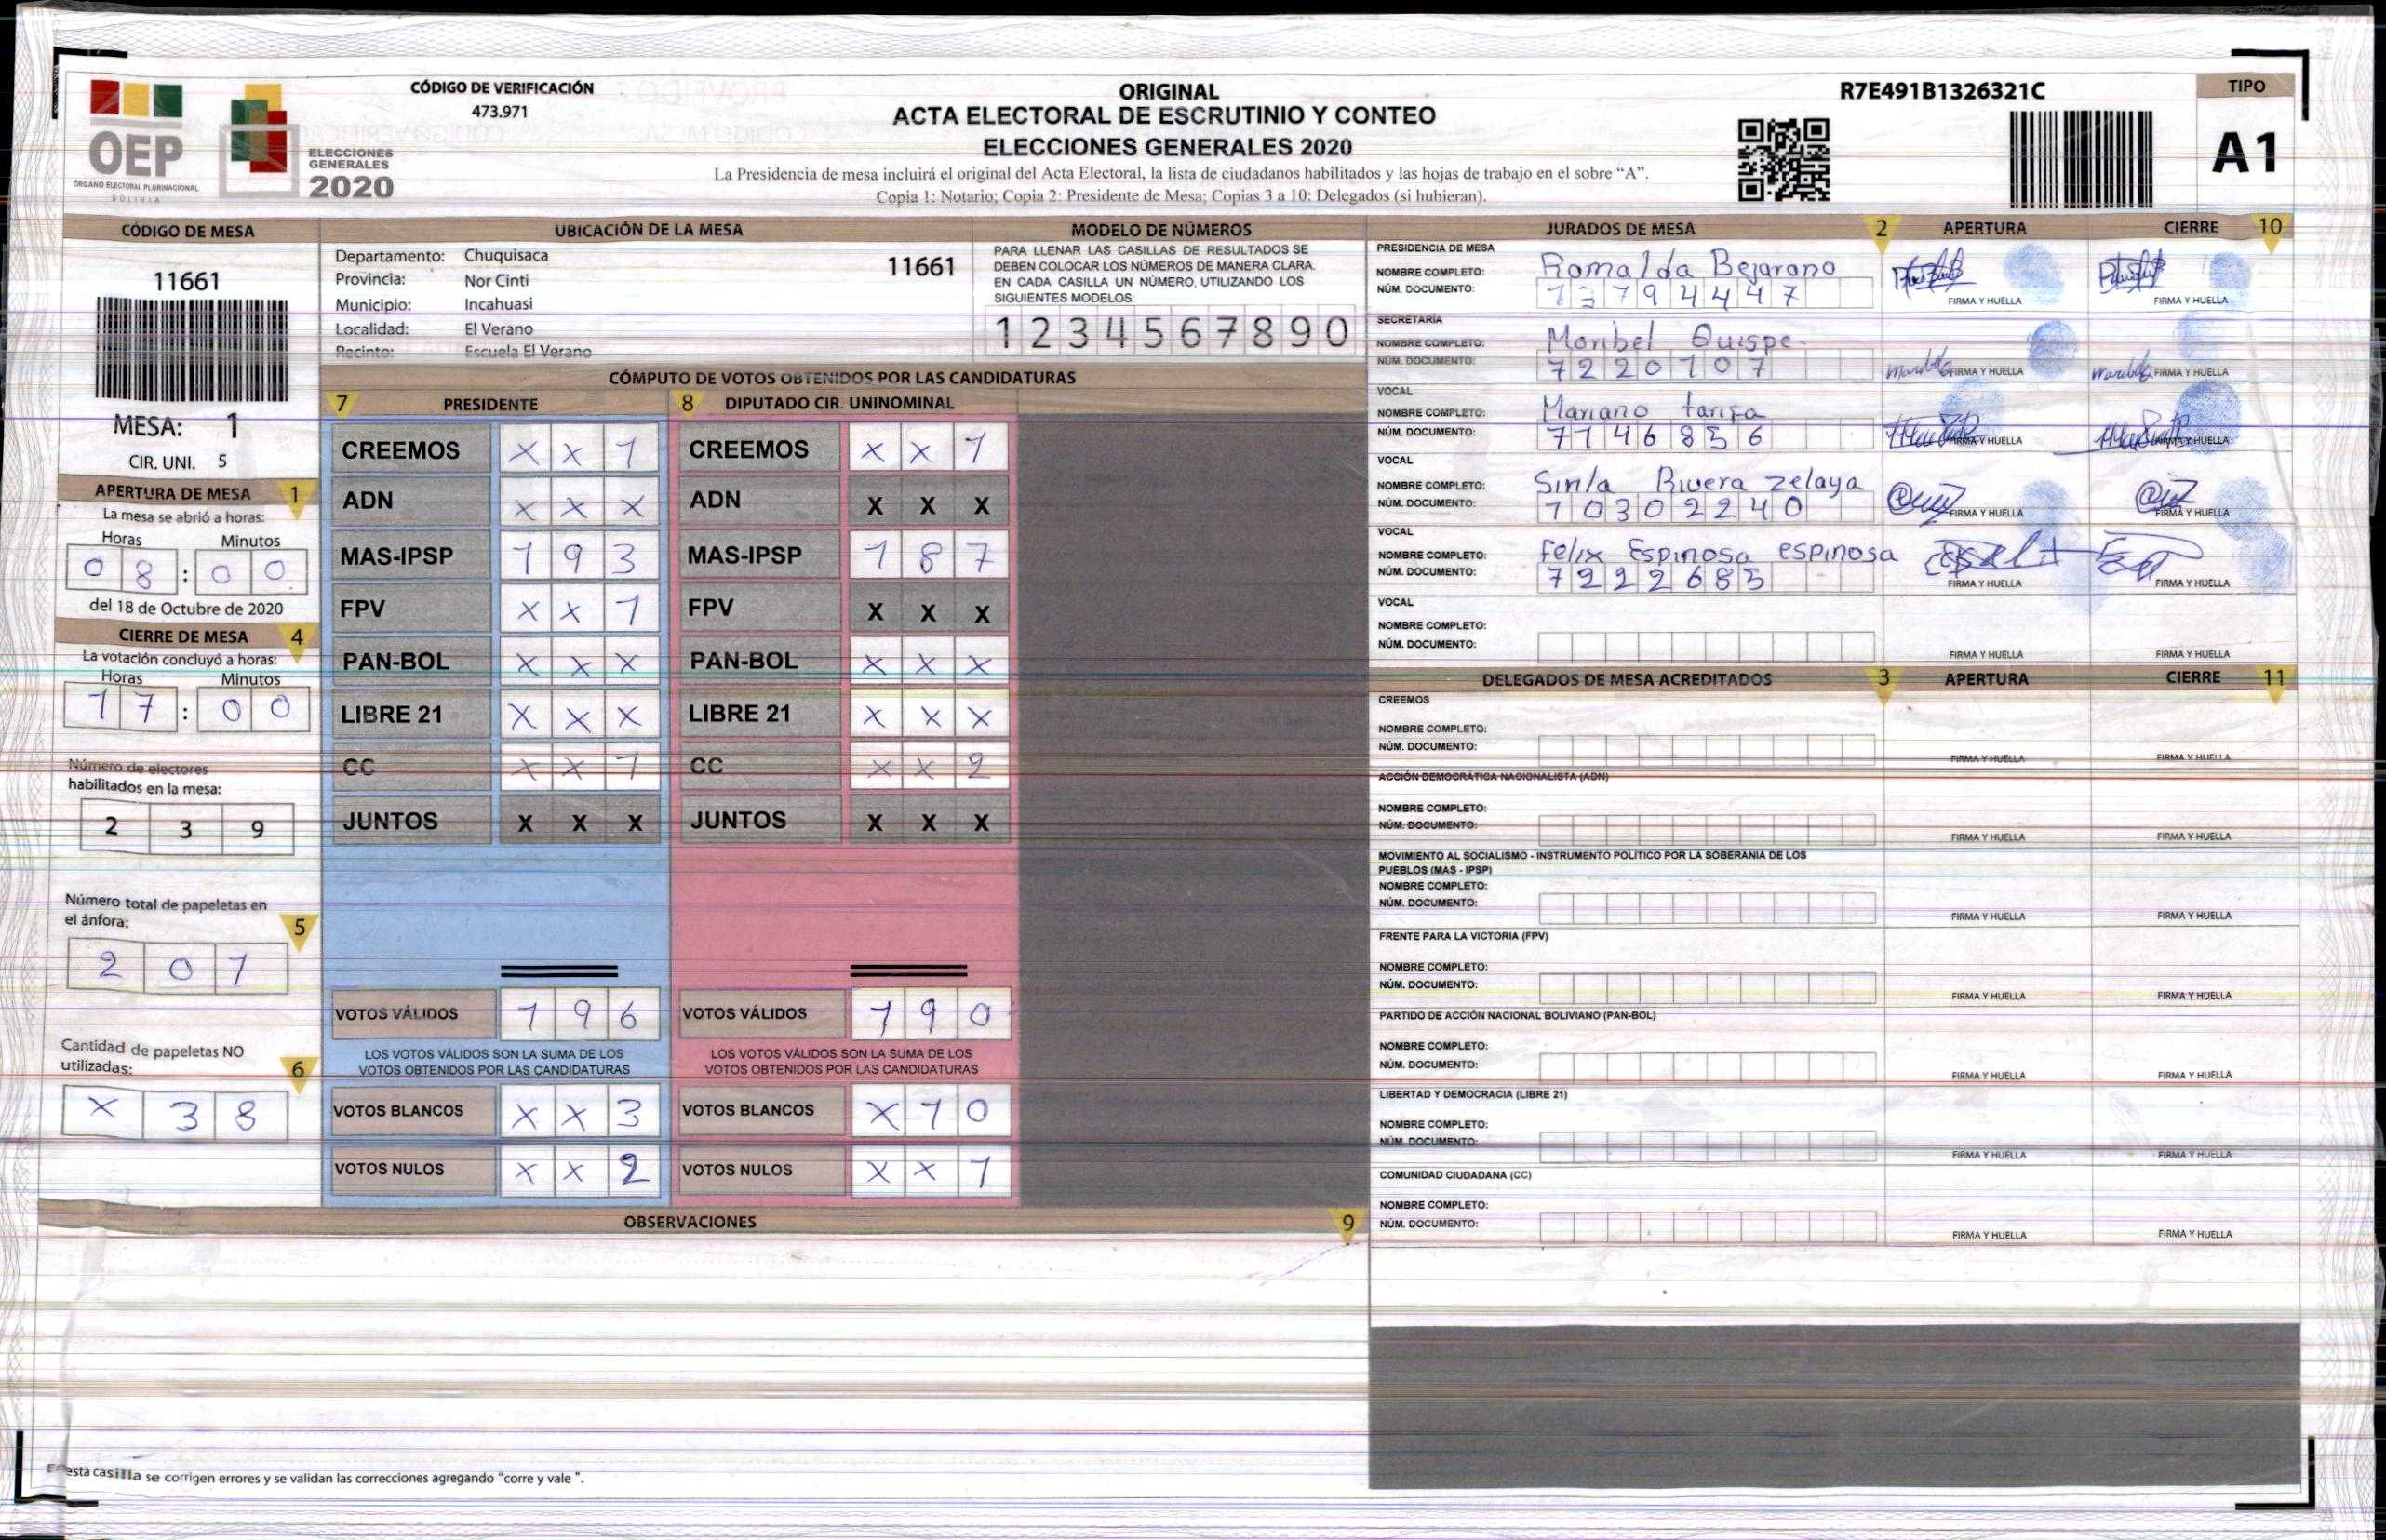 CÓDIGO DE VERIFICACIÓN
473.971
ORIGINAL
ACTA ELECTORAL DE ESCRUTINIO Y CONTEO
ELECCIONES GENERALES 2020
La Presidencia de mesa incluirá el original del Acta Electoral, la lista de ciudadanos habilitados y las hojas de trabajo en el sobre “A”.
Copia 1: Notario; Copia 2: Presidente de Mesa; Copias 3 a 10: Delegados (si hubieran).
R7E491B1326321C
TIPO
A1
OEP
ÓRGANO ELECTORAL PLURINACIONAL
BOLIVIA
ELECCIONES
GENERALES
2020
CÓDIGO DE MESA
11661
MESA: 1
CIR. UNI. 5
APERTURA DE MESA 1
La mesa se abrió a horas:
Horas Minutos
0 8 : 0 0
del 18 de Octubre de 2020
CIERRE DE MESA 4
La votación concluyó a horas:
Horas Minutos
1 7 : 0 0
Número de electores
habilitados en la mesa:
2 3 9
Número total de papeletas en
el ánfora: 5
2 0 1
Cantidad de papeletas NO
utilizadas: 6
X 3 8
UBICACIÓN DE LA MESA
Departamento: Chuquisaca
11661
Provincia: Nor Cinti
Municipio: Incahuasi
Localidad: El Verano
Recinto: Escuela El Verano
MODELO DE NÚMEROS
PARA LLENAR LAS CASILLAS DE RESULTADOS SE
DEBEN COLOCAR LOS NÚMEROS DE MANERA CLARA.
EN CADA CASILLA UN NÚMERO, UTILIZANDO LOS
SIGUIENTES MODELOS:
1 2 3 4 5 6 7 8 9 0
CÓMPUTO DE VOTOS OBTENIDOS POR LAS CANDIDATURAS
7 PRESIDENTE
CREEMOS X X 1
ADN X X X
MAS-IPSP 1 9 3
FPV X X 1
PAN-BOL X X X
LIBRE 21 X X X
CC X X 1
JUNTOS X X X
VOTOS VÁLIDOS 1 9 6
LOS VOTOS VÁLIDOS SON LA SUMA DE LOS
VOTOS OBTENIDOS POR LAS CANDIDATURAS
VOTOS BLANCOS X X 3
VOTOS NULOS X X 2
8 DIPUTADO CIR. UNINOMINAL
CREEMOS X X 1
ADN X X X
MAS-IPSP 1 8 7
FPV X X X
PAN-BOL X X X
LIBRE 21 X X X
CC X X 2
JUNTOS X X X
VOTOS VÁLIDOS 1 9 0
LOS VOTOS VÁLIDOS SON LA SUMA DE LOS
VOTOS OBTENIDOS POR LAS CANDIDATURAS
VOTOS BLANCOS X 1 0
VOTOS NULOS X X 1
OBSERVACIONES 9
esta casilla se corrigen errores y se validan las correcciones agregando “corre y vale ”.
JURADOS DE MESA 2 APERTURA CIERRE 10
PRESIDENCIA DE MESA
NOMBRE COMPLETO: Romalda Bejarano
NÚM. DOCUMENTO:
FIRMA Y HUELLA FIRMA Y HUELLA
SECRETARÍA
NOMBRE COMPLETO: Maribel Quispe
NÚM. DOCUMENTO: 7 2 2 0 1 0 7
FIRMA Y HUELLA FIRMA Y HUELLA
VOCAL
NOMBRE COMPLETO: Mariano tarifa
NÚM. DOCUMENTO: 7 1 4 6 8 5 6
FIRMA Y HUELLA FIRMA Y HUELLA
VOCAL
NOMBRE COMPLETO: Rivera zelaya
NÚM. DOCUMENTO: 1 0 3 0 2 2 4 0
FIRMA Y HUELLA FIRMA Y HUELLA
VOCAL
NOMBRE COMPLETO: Felix Espinosa espinosa
NÚM. DOCUMENTO: 7 2 2 2 6 8 5
FIRMA Y HUELLA FIRMA Y HUELLA
VOCAL
NOMBRE COMPLETO:
NÚM. DOCUMENTO:
FIRMA Y HUELLA FIRMA Y HUELLA
DELEGADOS DE MESA ACREDITADOS 3 APERTURA CIERRE 11
CREEMOS
NOMBRE COMPLETO:
NÚM. DOCUMENTO:
FIRMA Y HUELLA FIRMA Y HUELLA
ACCIÓN DEMOCRÁTICA NACIONALISTA (ADN)
NOMBRE COMPLETO:
NÚM. DOCUMENTO:
FIRMA Y HUELLA FIRMA Y HUELLA
MOVIMIENTO AL SOCIALISMO - INSTRUMENTO POLÍTICO POR LA SOBERANIA DE LOS
PUEBLOS (MAS - IPSP)
NOMBRE COMPLETO:
NÚM. DOCUMENTO:
FIRMA Y HUELLA FIRMA Y HUELLA
FRENTE PARA LA VICTORIA (FPV)
NOMBRE COMPLETO:
NÚM. DOCUMENTO:
FIRMA Y HUELLA FIRMA Y HUELLA
PARTIDO DE ACCIÓN NACIONAL BOLIVIANO (PAN-BOL)
NOMBRE COMPLETO:
NÚM. DOCUMENTO:
FIRMA Y HUELLA FIRMA Y HUELLA
LIBERTAD Y DEMOCRACIA (LIBRE 21)
NOMBRE COMPLETO:
NÚM. DOCUMENTO:
FIRMA Y HUELLA FIRMA Y HUELLA
COMUNIDAD CIUDADANA (CC)
NOMBRE COMPLETO:
NÚM. DOCUMENTO:
FIRMA Y HUELLA FIRMA Y HUELLA